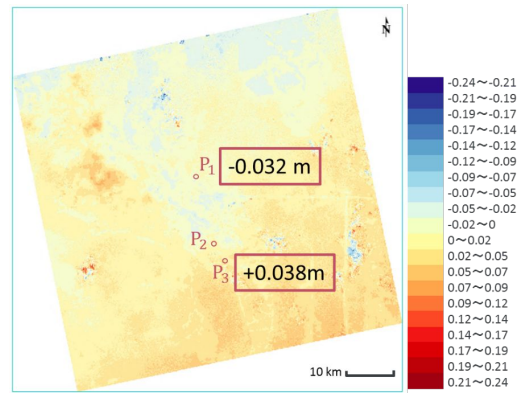 N
P1
-0.032 m
P2
P3
+0.038m
10 km
-0.24～-0.21
-0.21～-0.19
-0.19～-0.17
-0.17～-0.14
-0.14～-0.12
-0.12～-0.09
-0.09～-0.07
-0.07～-0.05
-0.05～-0.02
-0.02～0
0～0.02
0.02～0.05
0.05～0.07
0.07～0.09
0.09～0.12
0.12～0.14
0.14～0.17
0.17～0.19
0.19～0.21
0.21～0.24